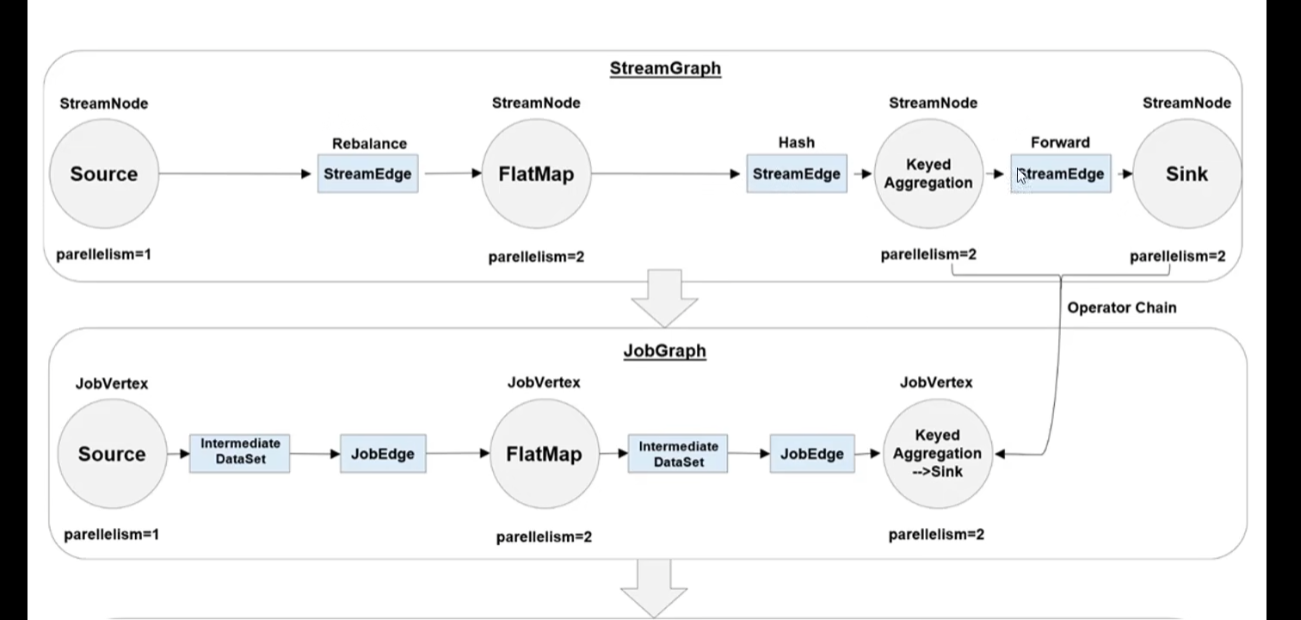 StreamGraph
StreamNode
StreamNode
StreamNode
StreamNode
Source
Rebalance
StreamEdge
FlatMap
Hash
StreamEdge
Keyed
Aggregation
Forward
StreamEdge
Sink
parellelism=1
parellelism=2
parellelism=2
parellelism=2
Operator Chain
JobGraph
JobVertex
JobVertex
JobVertex
Source
Intermediate
DataSet
JobEdge
FlatMap
Intermediate
DataSet
JobEdge
Keyed
Aggregation
-->Sink
parellelism=1
parellelism=2
parellelism=2